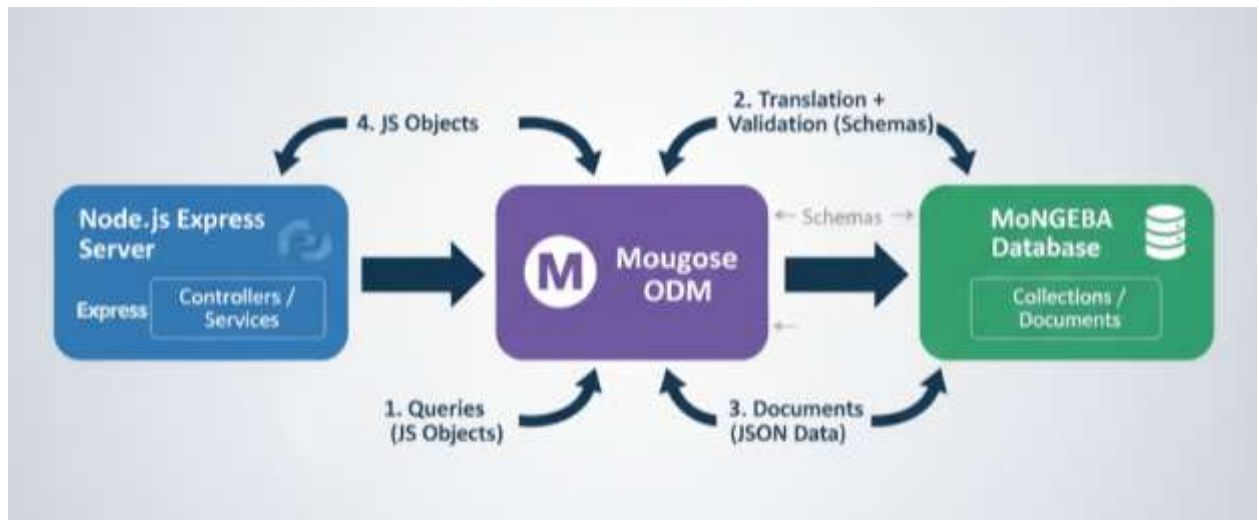 4. JS Objects
2. Translation +
Validation (Schemas)
Node.js Express
Server
Express
Controllers /
Services
M
Mougose
ODM
← Schemas →
MoNGEBA
Database
Collections /
Documents
1. Queries
(JS Objects)
3. Documents
(JSON Data)